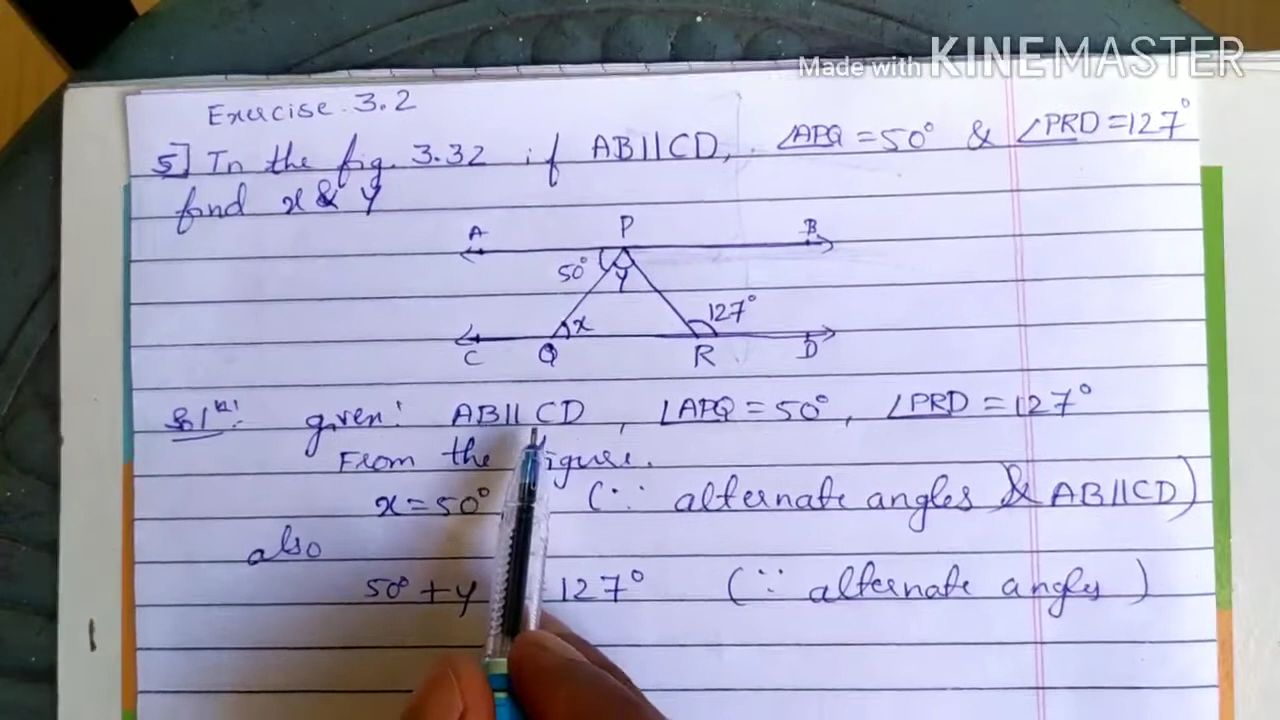 Made with KINEMASTER
Exercise 3.2
5] In the fig. 3.32 if AB||CD, ∠APQ = 50° & ∠PRD = 127°
find x & y
A P B
50° y
x 127°
C Q R D
Solⁿ: given: AB||CD, ∠APQ = 50°, ∠PRD = 127°
From the figure.
x = 50° (∵ alternate angles & AB||CD)
also
50° + y 127° (∵ alternate angles)